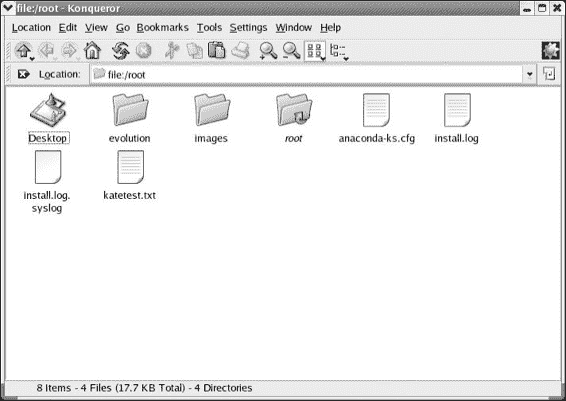 file:/root - Konqueror
Location Edit View Go Bookmarks Tools Settings Window Help
Location: file:/root
Desktop evolution images root anaconda-ks.cfg install.log
install.log.
syslog
katetest.txt
8 Items - 4 Files (17.7 KB Total) - 4 Directories